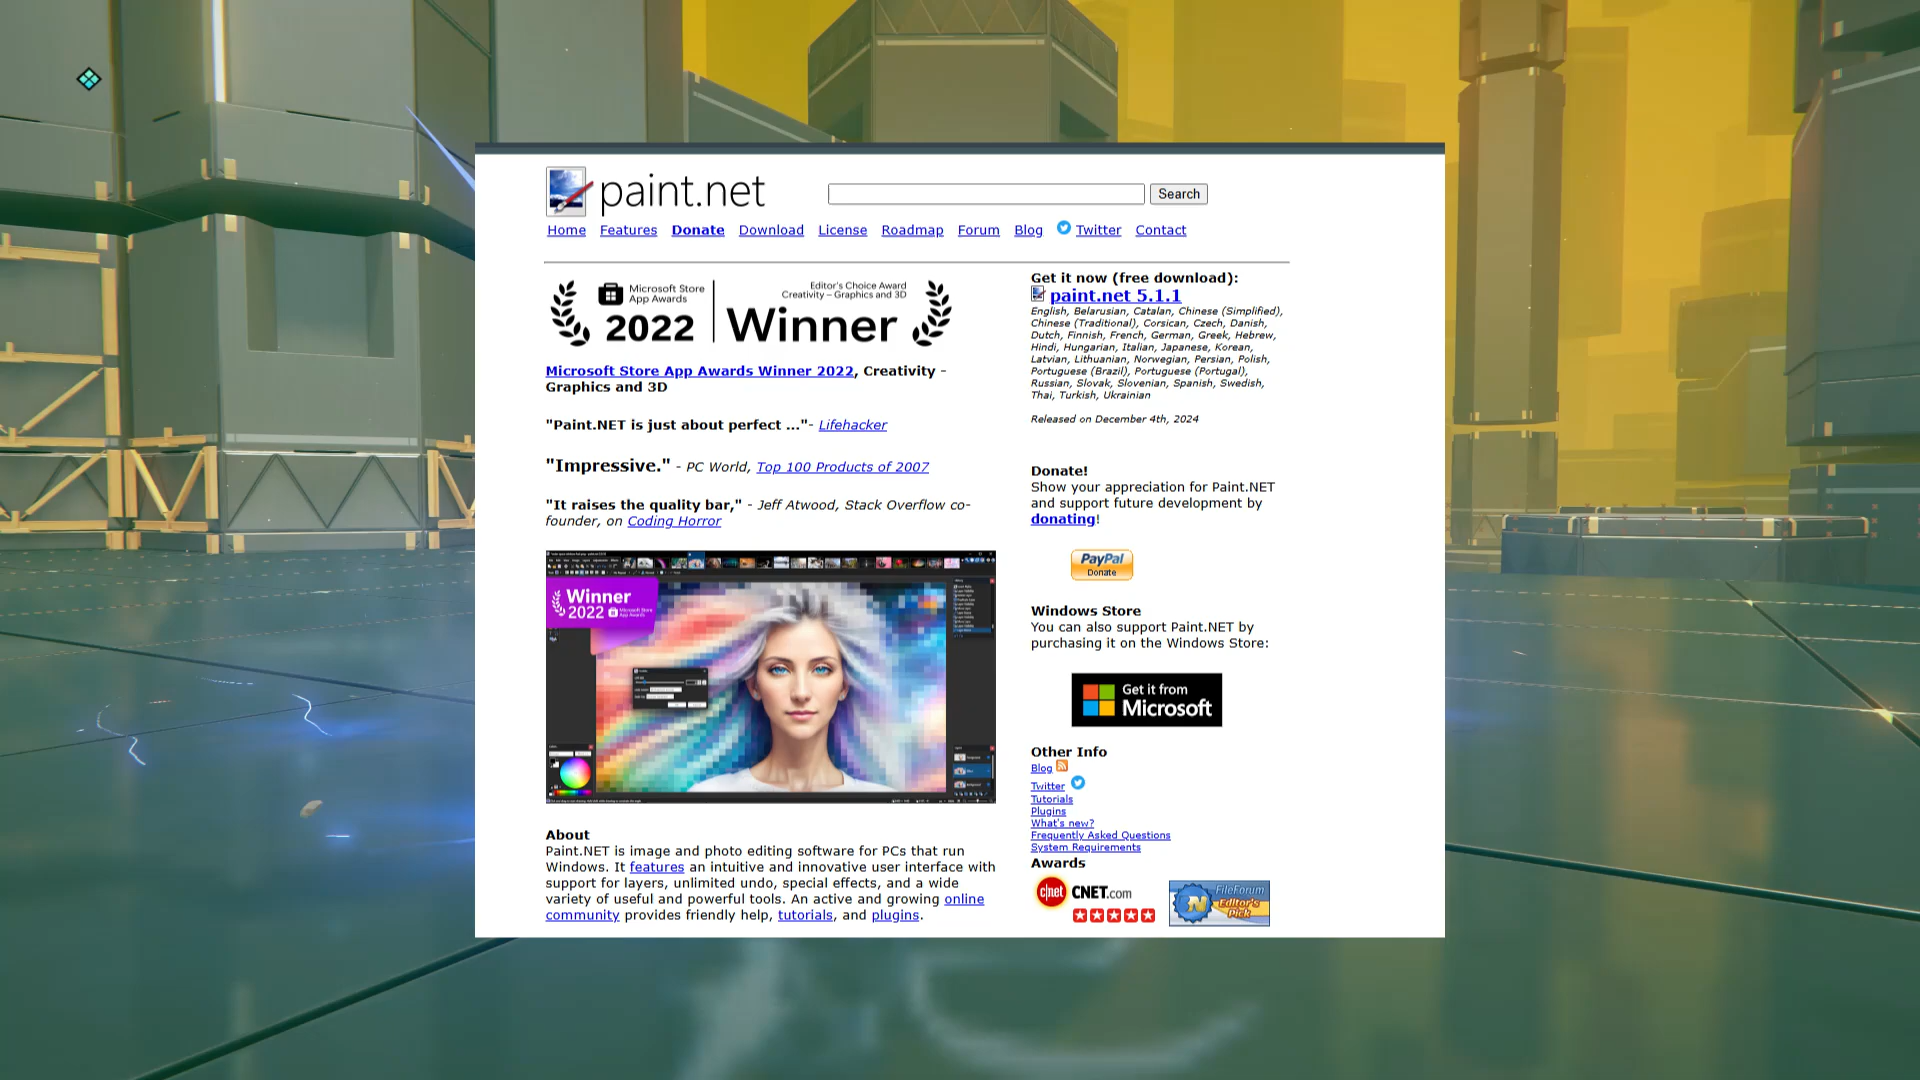 paint.net
Search
Home Features Donate Download License Roadmap Forum Blog Twitter Contact
Microsoft Store
App Awards
2022
Editor's Choice Award
Creativity – Graphics and 3D
Winner
Microsoft Store App Awards Winner 2022, Creativity -
Graphics and 3D
"Paint.NET is just about perfect ..."- Lifehacker
"Impressive." - PC World, Top 100 Products of 2007
"It raises the quality bar," - Jeff Atwood, Stack Overflow co-
founder, on Coding Horror
Winner
2022
Microsoft Store
App Awards
About
Paint.NET is image and photo editing software for PCs that run
Windows. It features an intuitive and innovative user interface with
support for layers, unlimited undo, special effects, and a wide
variety of useful and powerful tools. An active and growing online
community provides friendly help, tutorials, and plugins.
Get it now (free download):
paint.net 5.1.1
English, Belarusian, Catalan, Chinese (Simplified),
Chinese (Traditional), Corsican, Czech, Danish,
Dutch, Finnish, French, German, Greek, Hebrew,
Hindi, Hungarian, Italian, Japanese, Korean,
Latvian, Lithuanian, Norwegian, Persian, Polish,
Portuguese (Brazil), Portuguese (Portugal),
Russian, Slovak, Slovenian, Spanish, Swedish,
Thai, Turkish, Ukrainian
Released on December 4th, 2024
Donate!
Show your appreciation for Paint.NET
and support future development by
donating!
PayPal
Donate
Windows Store
You can also support Paint.NET by
purchasing it on the Windows Store:
Get it from
Microsoft
Other Info
Blog
Twitter
Tutorials
Plugins
What's new?
Frequently Asked Questions
System Requirements
Awards
c|net CNET.com
FileForum
Editor's
Pick